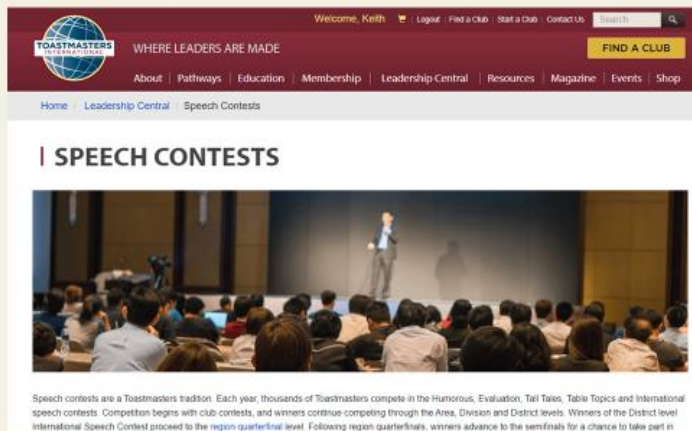 Welcome, Keith Logout Find a Club Start a Club Contact Us Search
TOASTMASTERS
INTERNATIONAL
WHERE LEADERS ARE MADE
FIND A CLUB
About Pathways Education Membership Leadership Central Resources Magazine Events Shop
Home / Leadership Central / Speech Contests
SPEECH CONTESTS
Speech contests are a Toastmasters tradition. Each year, thousands of Toastmasters compete in the Humorous, Evaluation, Tall Tales, Table Topics and International
speech contests. Competition begins with club contests, and winners continue competing through the Area, Division and District levels. Winners of the District level
International Speech Contest proceed to the region quarterfinal level. Following region quarterfinals, winners advance to the semifinals for a chance to take part in